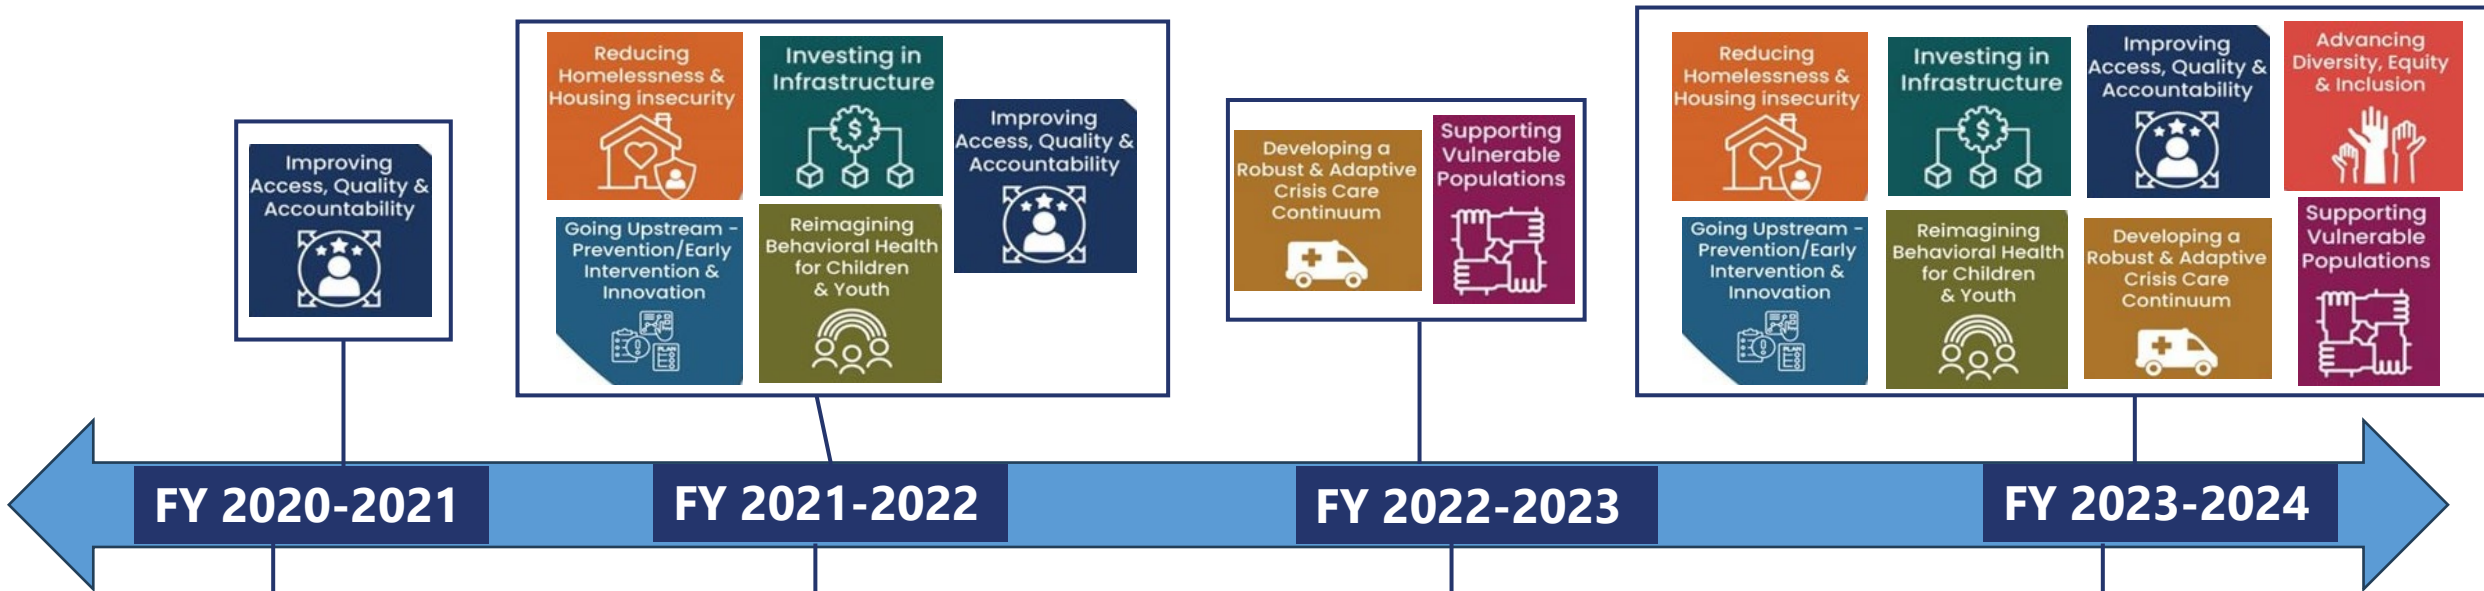 Improving
Access, Quality &
Accountability
Reducing
Homelessness &
Housing insecurity
Investing in
Infrastructure
Improving
Access, Quality &
Accountability
Going Upstream -
Prevention/Early
Intervention &
Innovation
PLAN
Reimagining
Behavioral Health
for Children
& Youth
Developing a
Robust & Adaptive
Crisis Care
Continuum
Supporting
Vulnerable
Populations
Reducing
Homelessness &
Housing insecurity
Investing in
Infrastructure
Improving
Access, Quality &
Accountability
Advancing
Diversity, Equity
& Inclusion
Going Upstream -
Prevention/Early
Intervention &
Innovation
PLAN
Reimagining
Behavioral Health
for Children
& Youth
Developing a
Robust & Adaptive
Crisis Care
Continuum
Supporting
Vulnerable
Populations
FY 2020-2021
FY 2021-2022
FY 2022-2023
FY 2023-2024